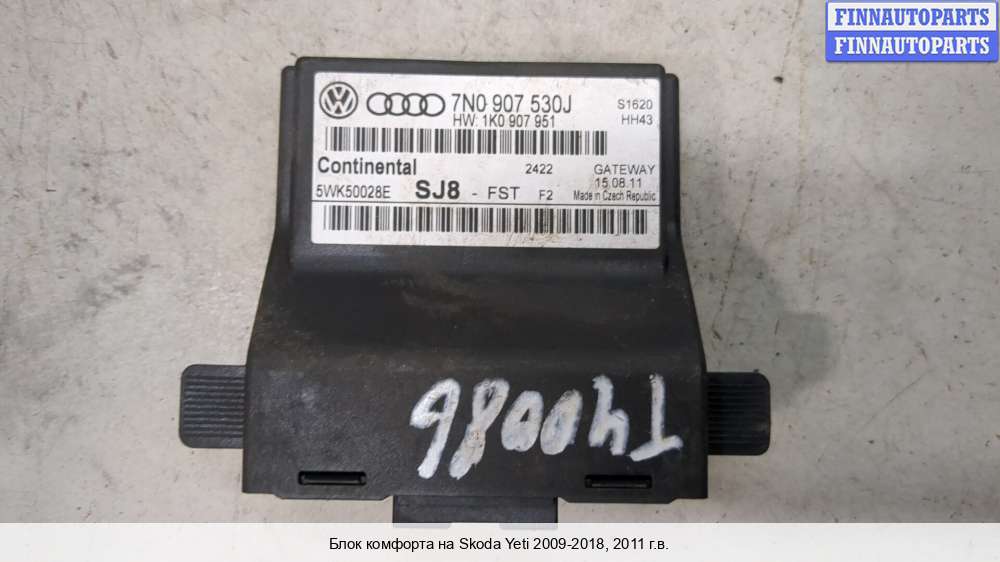 FINNAUTOPARTS
FINNAUTOPARTS
7N0 907 530J S1620
HW: 1K0 907 951 HH43
Continental 2422 GATEWAY
15.08.11
5WK50028E SJ8 - FST F2 Made in Czech Republic
T40086
Блок комфорта на Skoda Yeti 2009-2018, 2011 г.в.